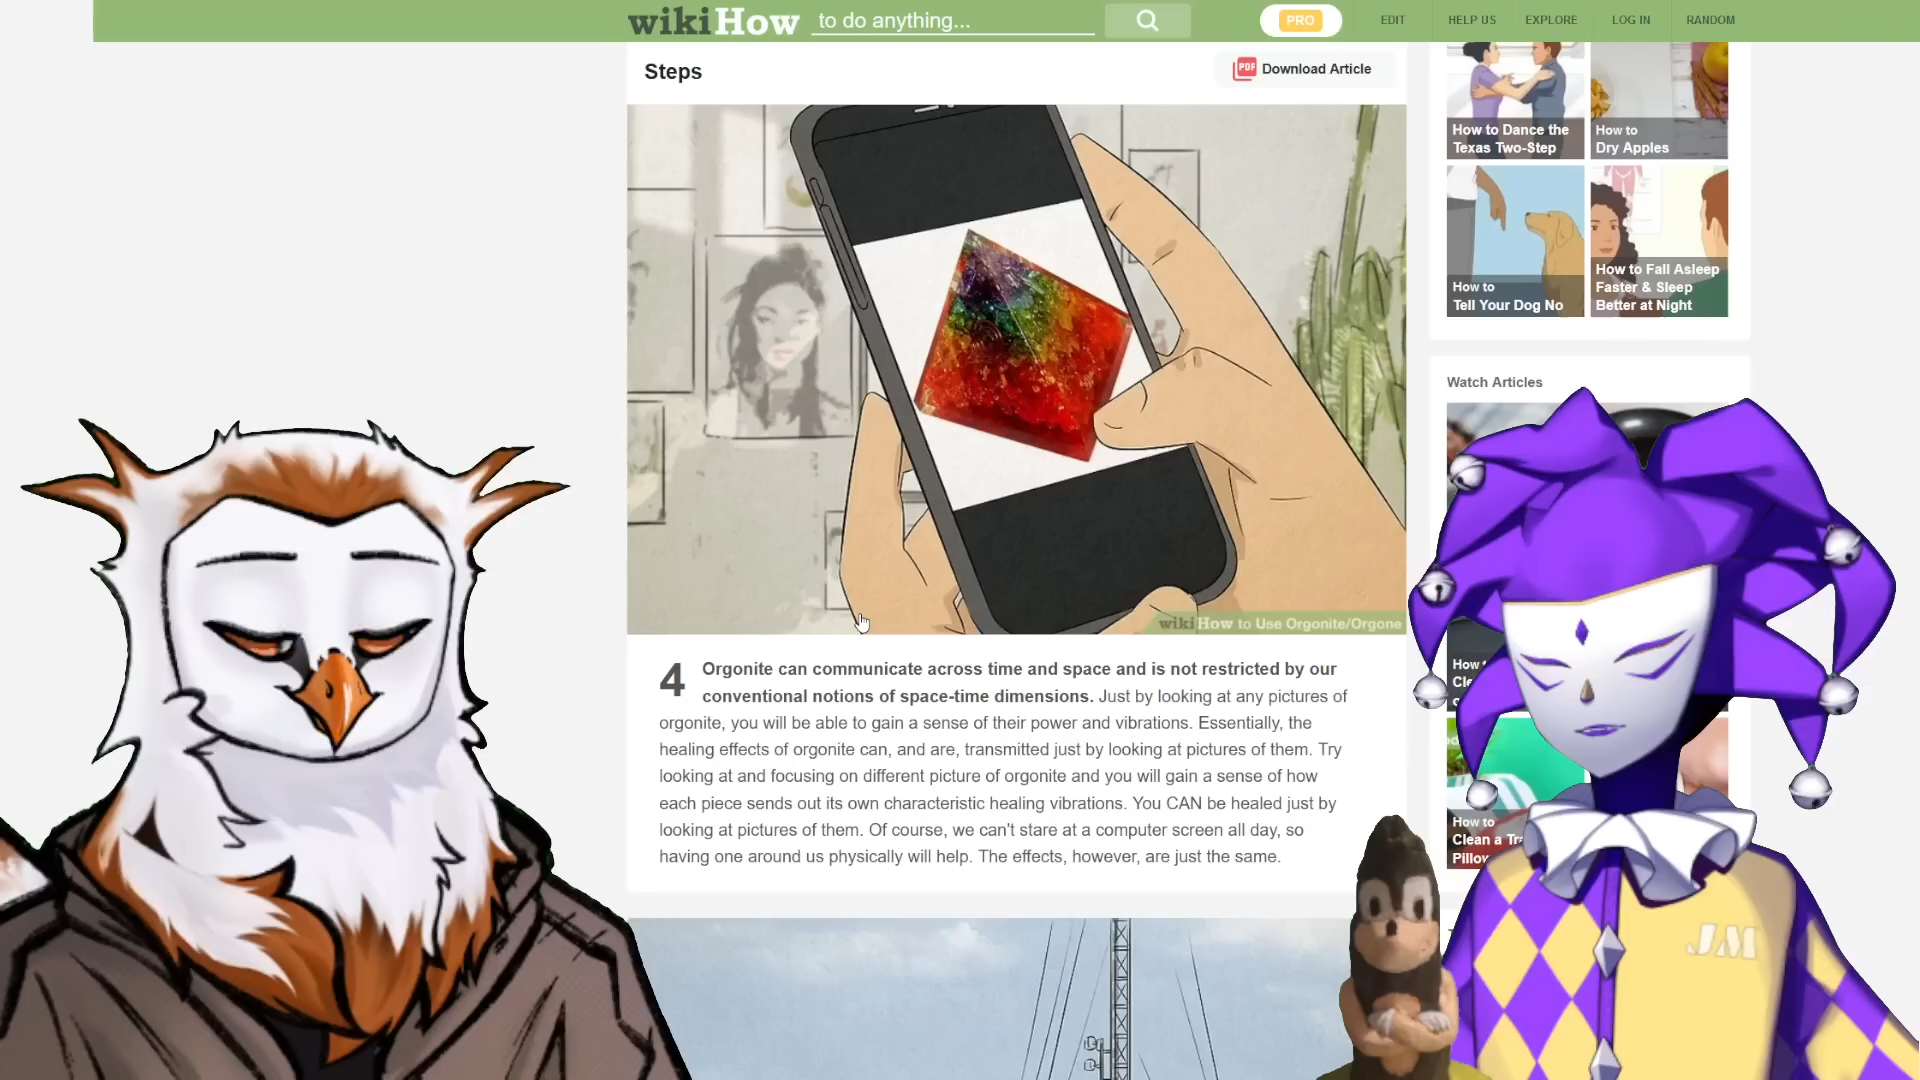 wikiHow to do anything...
PRO
EDIT
HELP US
EXPLORE
LOG IN
RANDOM
Steps
PDF Download Article
wikiHow to Use Orgonite/Orgone
4 Orgonite can communicate across time and space and is not restricted by our
conventional notions of space-time dimensions. Just by looking at any pictures of
orgonite, you will be able to gain a sense of their power and vibrations. Essentially, the
healing effects of orgonite can, and are, transmitted just by looking at pictures of them. Try
looking at and focusing on different picture of orgonite and you will gain a sense of how
each piece sends out its own characteristic healing vibrations. You CAN be healed just by
looking at pictures of them. Of course, we can't stare at a computer screen all day, so
having one around us physically will help. The effects, however, are just the same.
How to Dance the
Texas Two-Step
How to
Dry Apples
How to
Tell Your Dog No
How to Fall Asleep
Faster & Sleep
Better at Night
Watch Articles
How
How to
Clean a
JM